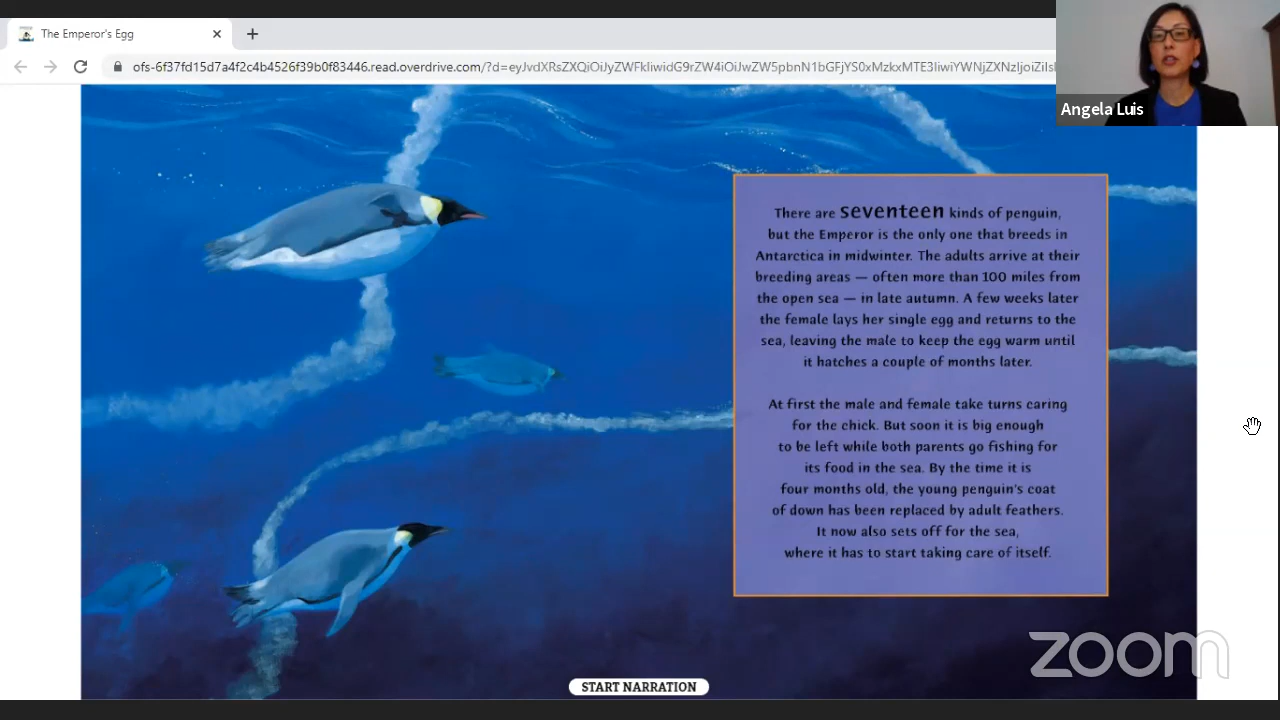 The Emperor's Egg
ofs-6f37fd15d7a4f2c4b4526f39b0f83446.read.overdrive.com
Angela Luis
There are seventeen kinds of penguin,
but the Emperor is the only one that breeds in
Antarctica in midwinter. The adults arrive at their
breeding areas — often more than 100 miles from
the open sea — in late autumn. A few weeks later
the female lays her single egg and returns to the
sea, leaving the male to keep the egg warm until
it hatches a couple of months later.
At first the male and female take turns caring
for the chick. But soon it is big enough
to be left while both parents go fishing for
its food in the sea. By the time it is
four months old, the young penguin's coat
of down has been replaced by adult feathers.
It now also sets off for the sea,
where it has to start taking care of itself.
zoom
START NARRATION